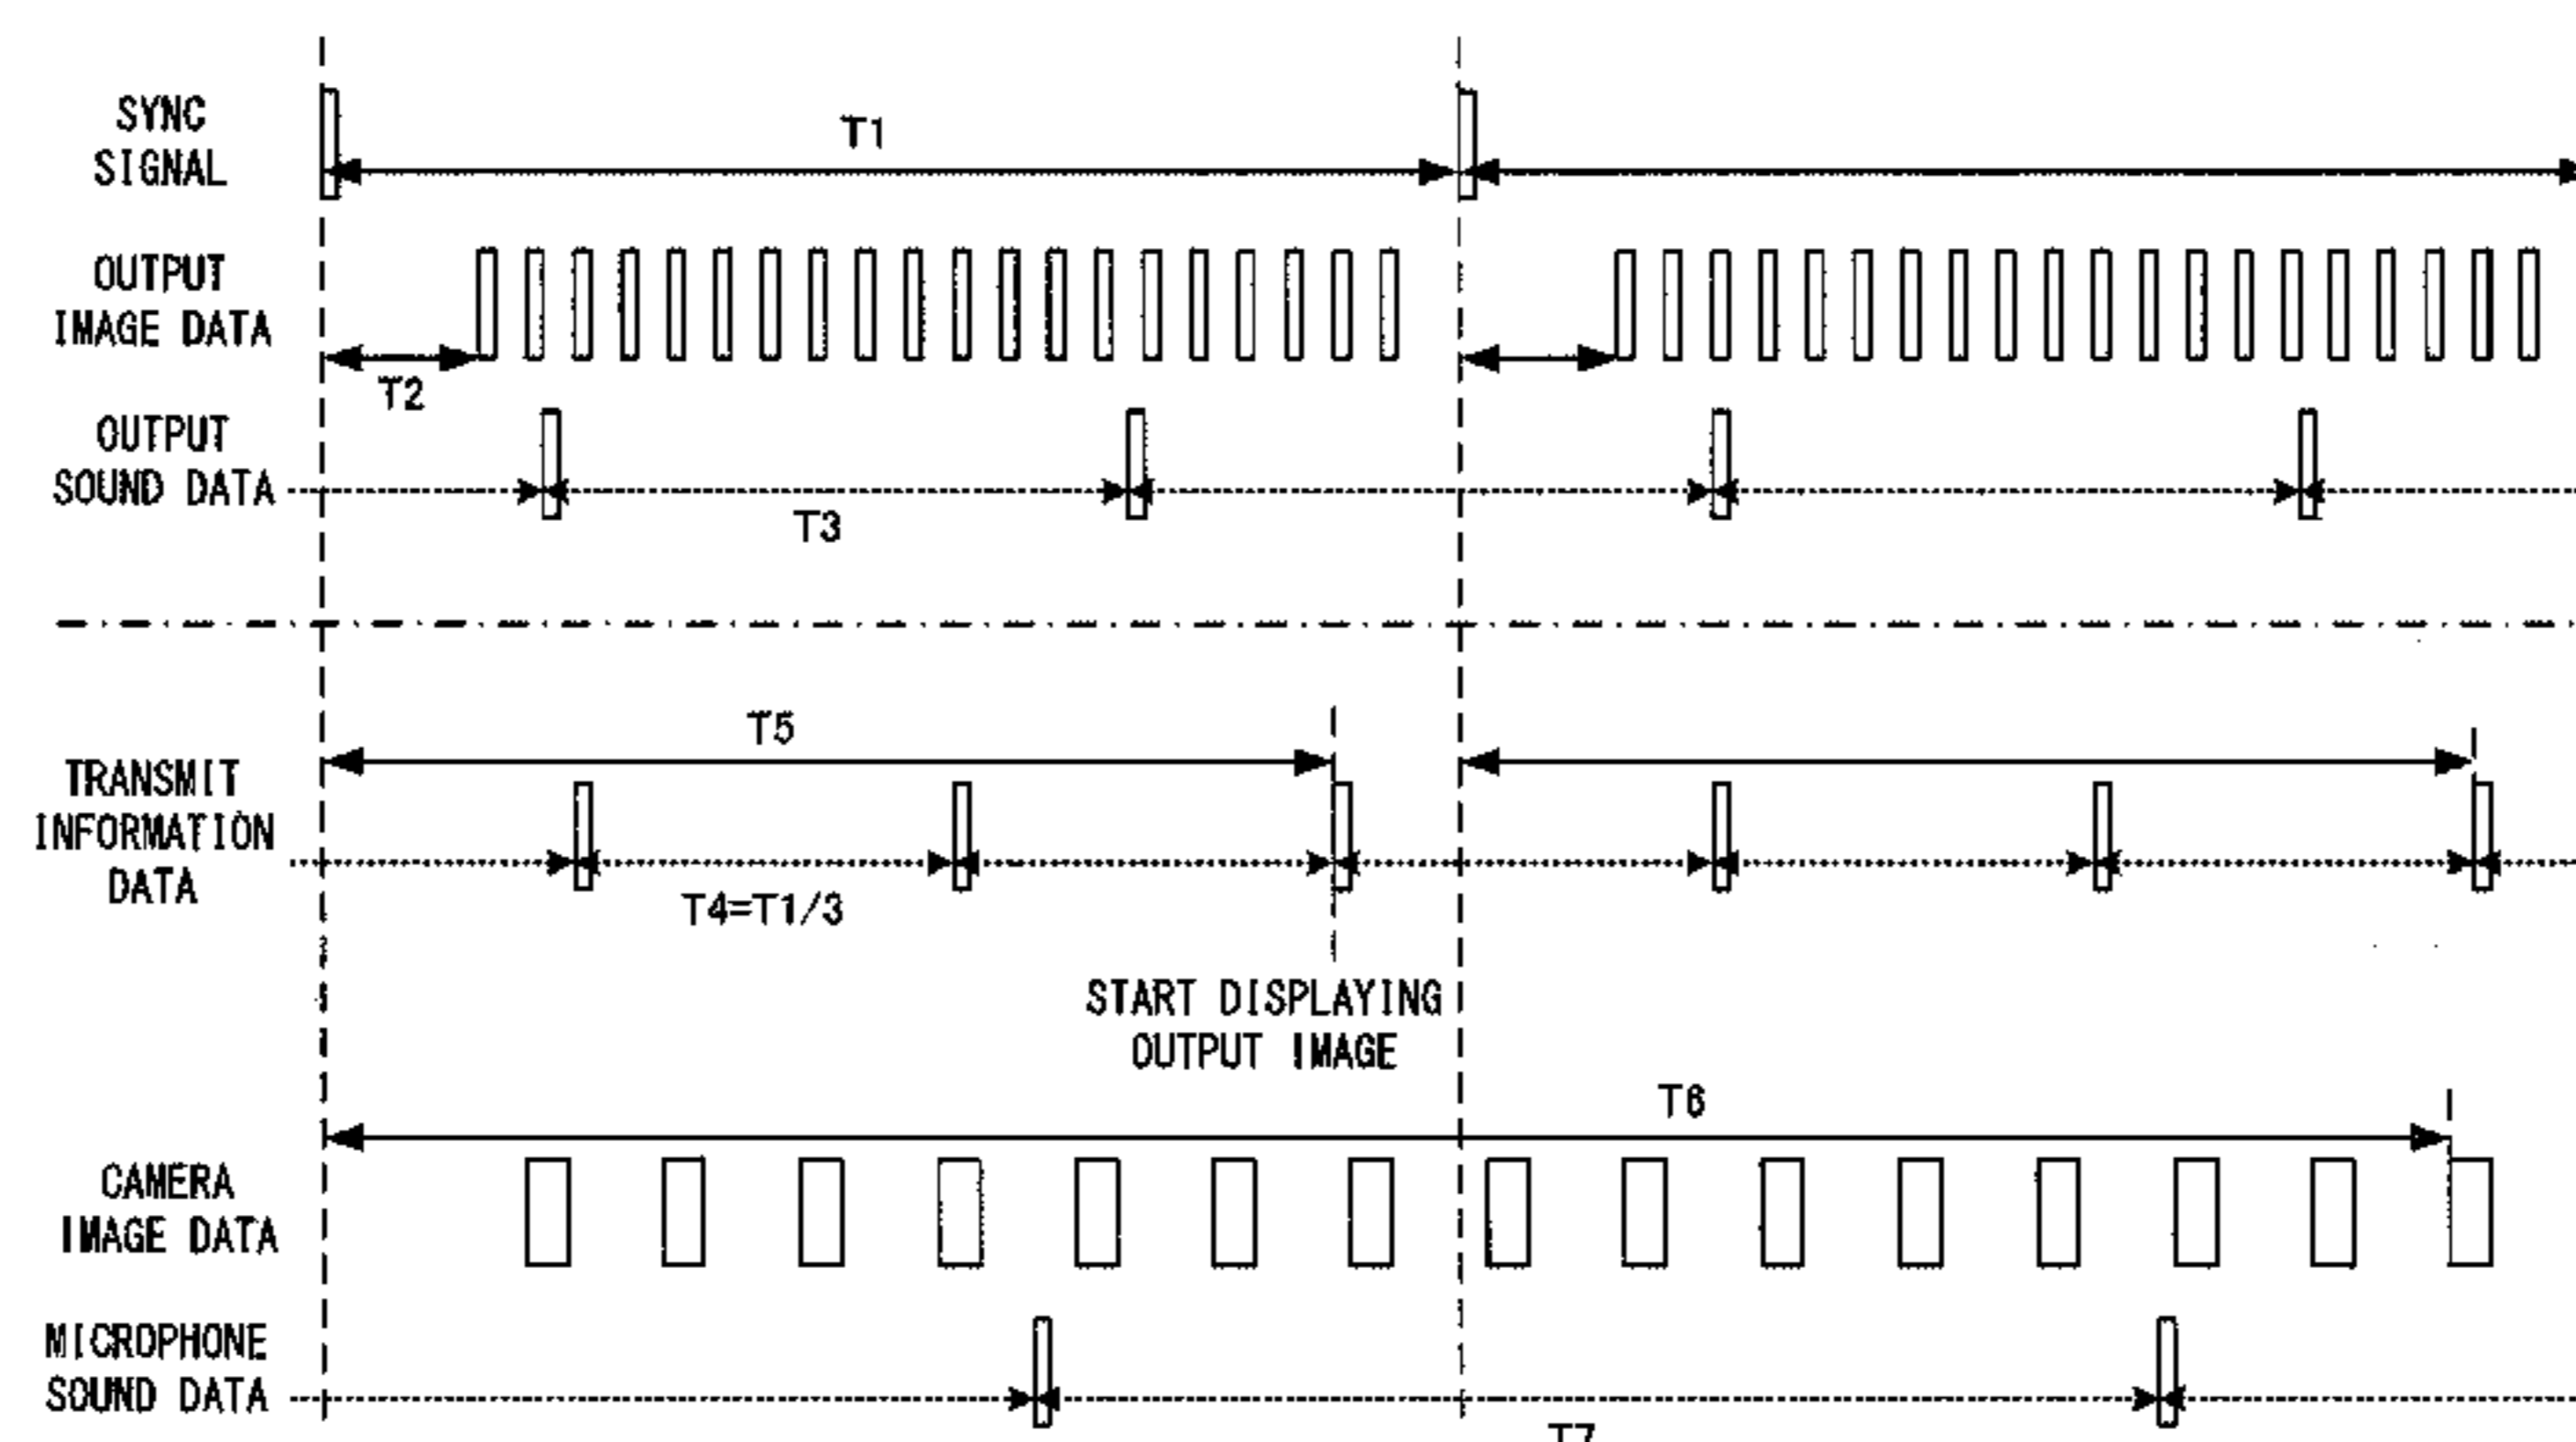 SYNC
SIGNAL
T1
OUTPUT
IMAGE DATA
T2
OUTPUT
SOUND DATA
T3
T5
TRANSMIT
INFORMATION
DATA
T4=T1/3
START DISPLAYING
OUTPUT IMAGE
T6
CAMERA
IMAGE DATA
MICROPHONE
SOUND DATA
T7